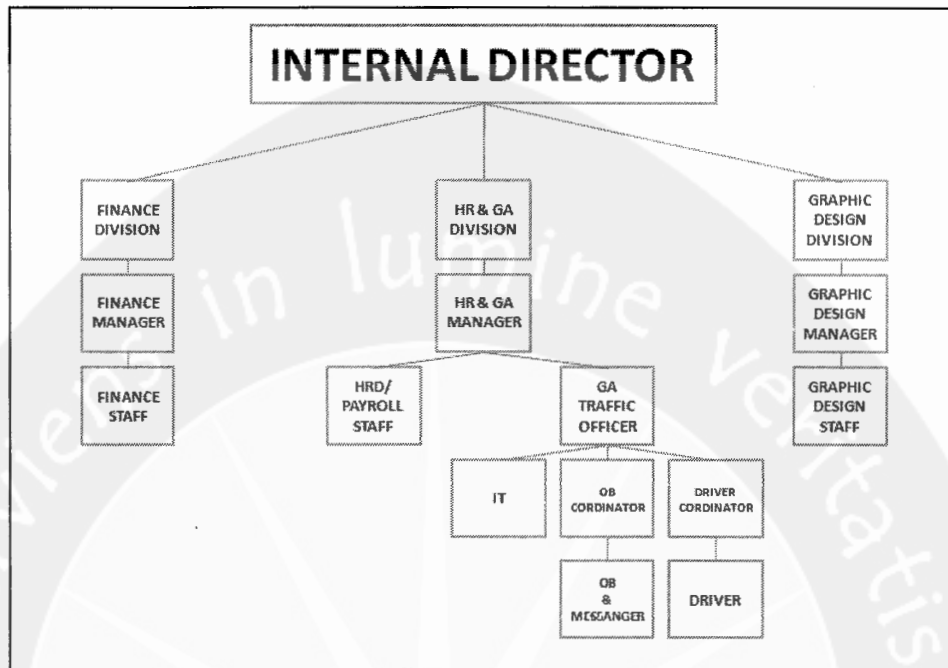 INTERNAL DIRECTOR
FINANCE
DIVISION
HR & GA
DIVISION
GRAPHIC
DESIGN
DIVISION
FINANCE
MANAGER
HR & GA
MANAGER
GRAPHIC
DESIGN
MANAGER
FINANCE
STAFF
HRD/
PAYROLL
STAFF
GA
TRAFFIC
OFFICER
GRAPHIC
DESIGN
STAFF
IT
OB
CORDINATOR
DRIVER
CORDINATOR
OB
&
MESSANGER
DRIVER
viens in lumine veritatis